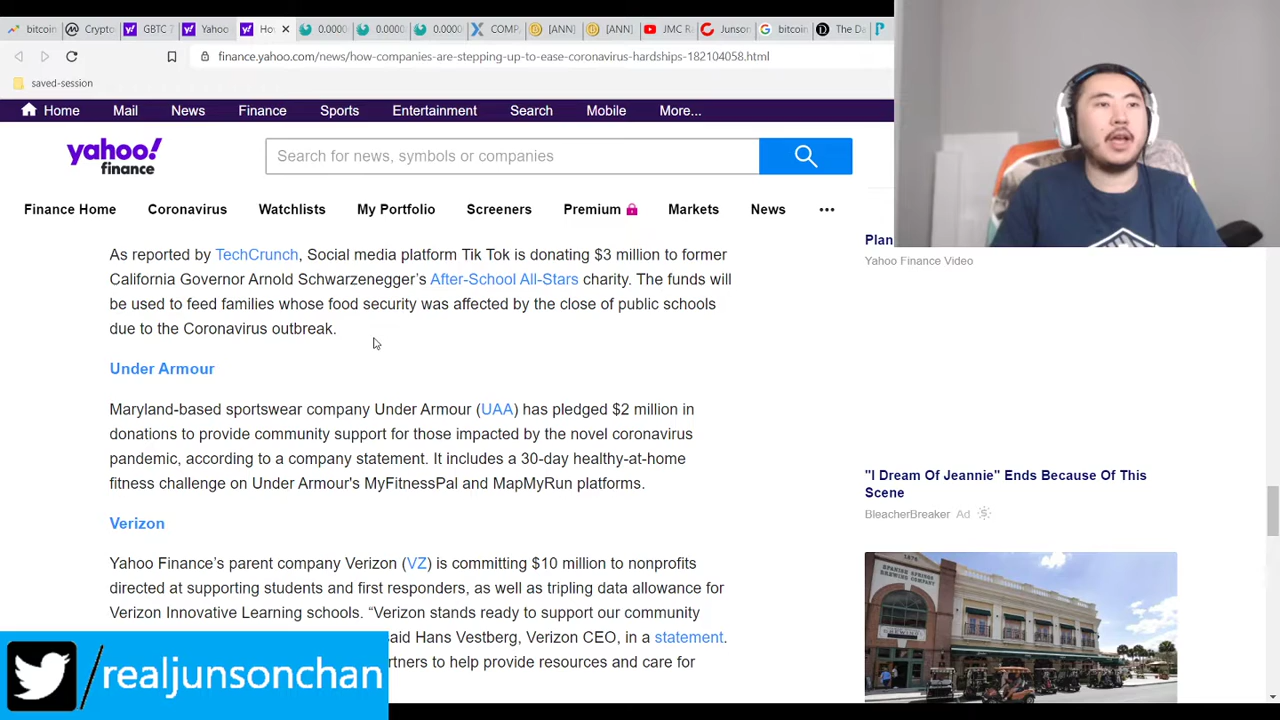 bitcoin
Crypto
GBTC
Yahoo
Ho
0.0000
0.0000
0.0000
COMP
[ANN]
[ANN]
JMC R
Junson
bitcoin
The Da
finance.yahoo.com/news/how-companies-are-stepping-up-to-ease-coronavirus-hardships-182104058.html
saved-session
Home Mail News Finance Sports Entertainment Search Mobile More...
yahoo!
finance
Search for news, symbols or companies
Finance Home Coronavirus Watchlists My Portfolio Screeners Premium Markets News
As reported by TechCrunch, Social media platform Tik Tok is donating $3 million to former
California Governor Arnold Schwarzenegger's After-School All-Stars charity. The funds will
be used to feed families whose food security was affected by the close of public schools
due to the Coronavirus outbreak.
Under Armour
Maryland-based sportswear company Under Armour (UAA) has pledged $2 million in
donations to provide community support for those impacted by the novel coronavirus
pandemic, according to a company statement. It includes a 30-day healthy-at-home
fitness challenge on Under Armour's MyFitnessPal and MapMyRun platforms.
Verizon
Yahoo Finance's parent company Verizon (VZ) is committing $10 million to nonprofits
directed at supporting students and first responders, as well as tripling data allowance for
Verizon Innovative Learning schools. “Verizon stands ready to support our community
said Hans Vestberg, Verizon CEO, in a statement.
rtners to help provide resources and care for
Plan
Yahoo Finance Video
"I Dream Of Jeannie" Ends Because Of This
Scene
BleacherBreaker Ad
SPANISH SPRINGS
BREWING COMPANY
realjunsonchan